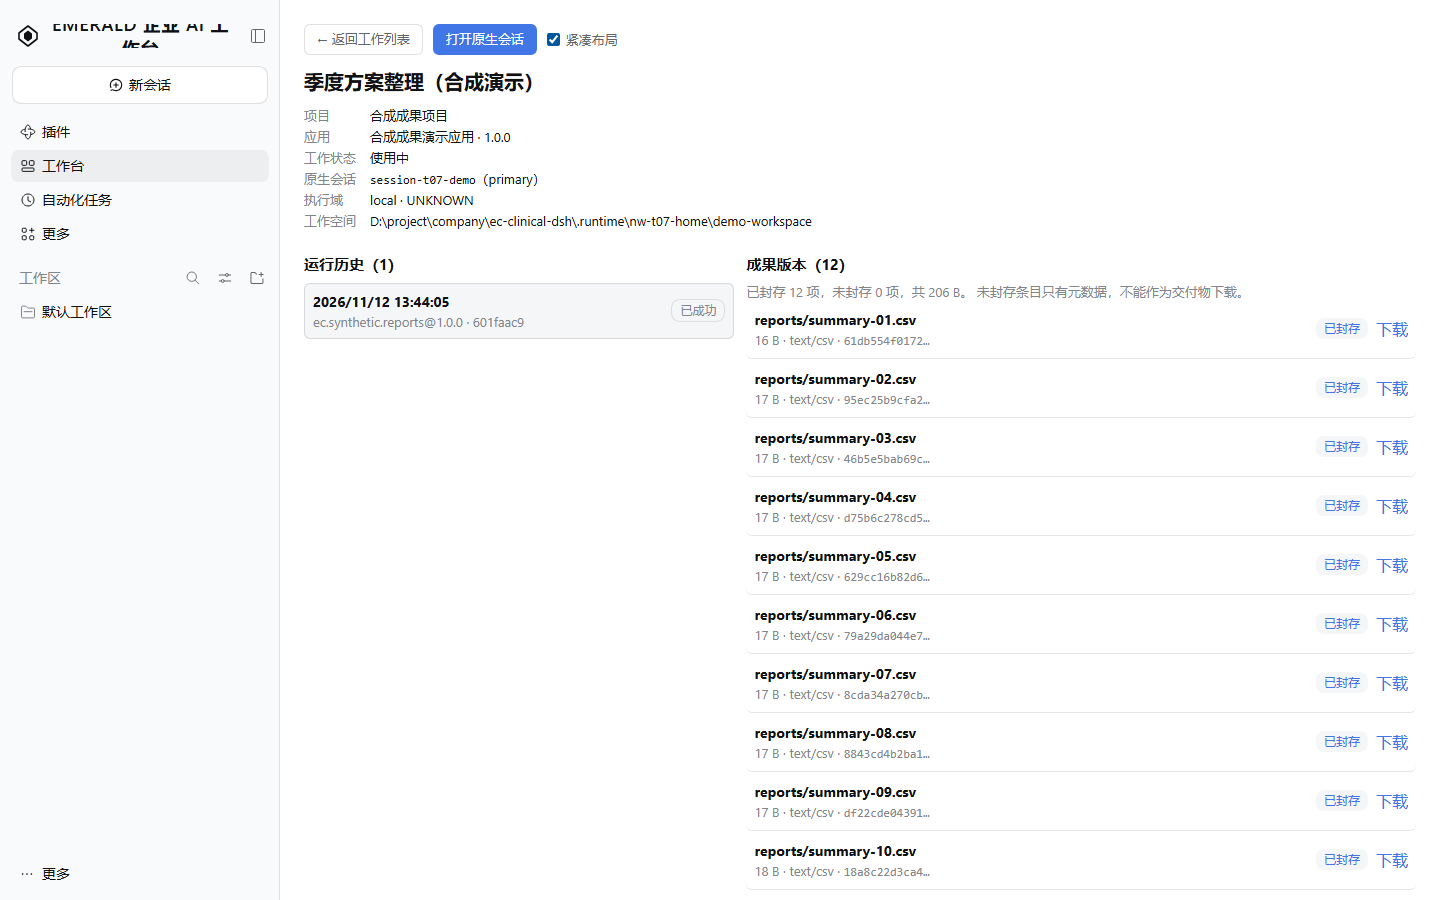 EMERALD 企业 AI 工
作台
新会话
插件
工作台
自动化任务
更多
工作区
默认工作区
更多
← 返回工作列表
打开原生会话
紧凑布局
季度方案整理（合成演示）
项目 合成成果项目
应用 合成成果演示应用 · 1.0.0
工作状态 使用中
原生会话 session-t07-demo（primary）
执行域 local · UNKNOWN
工作空间 D:\project\company\ec-clinical-dsh\.runtime\nw-t07-home\demo-workspace
运行历史（1）
2026/11/12 13:44:05
ec.synthetic.reports@1.0.0 · 601faac9
已成功
成果版本（12）
已封存 12 项，未封存 0 项，共 206 B。 未封存条目只有元数据，不能作为交付物下载。
reports/summary-01.csv
16 B · text/csv · 61db554f0172…
已封存 下载
reports/summary-02.csv
17 B · text/csv · 95ec25b9cfa2…
已封存 下载
reports/summary-03.csv
17 B · text/csv · 46b5e5bab69c…
已封存 下载
reports/summary-04.csv
17 B · text/csv · d75b6c278cd5…
已封存 下载
reports/summary-05.csv
17 B · text/csv · 629cc16b82d6…
已封存 下载
reports/summary-06.csv
17 B · text/csv · 79a29da044e7…
已封存 下载
reports/summary-07.csv
17 B · text/csv · 8cda34a270cb…
已封存 下载
reports/summary-08.csv
17 B · text/csv · 8843cd4b2ba1…
已封存 下载
reports/summary-09.csv
17 B · text/csv · df22cde04391…
已封存 下载
reports/summary-10.csv
18 B · text/csv · 18a8c22d3ca4…
已封存 下载